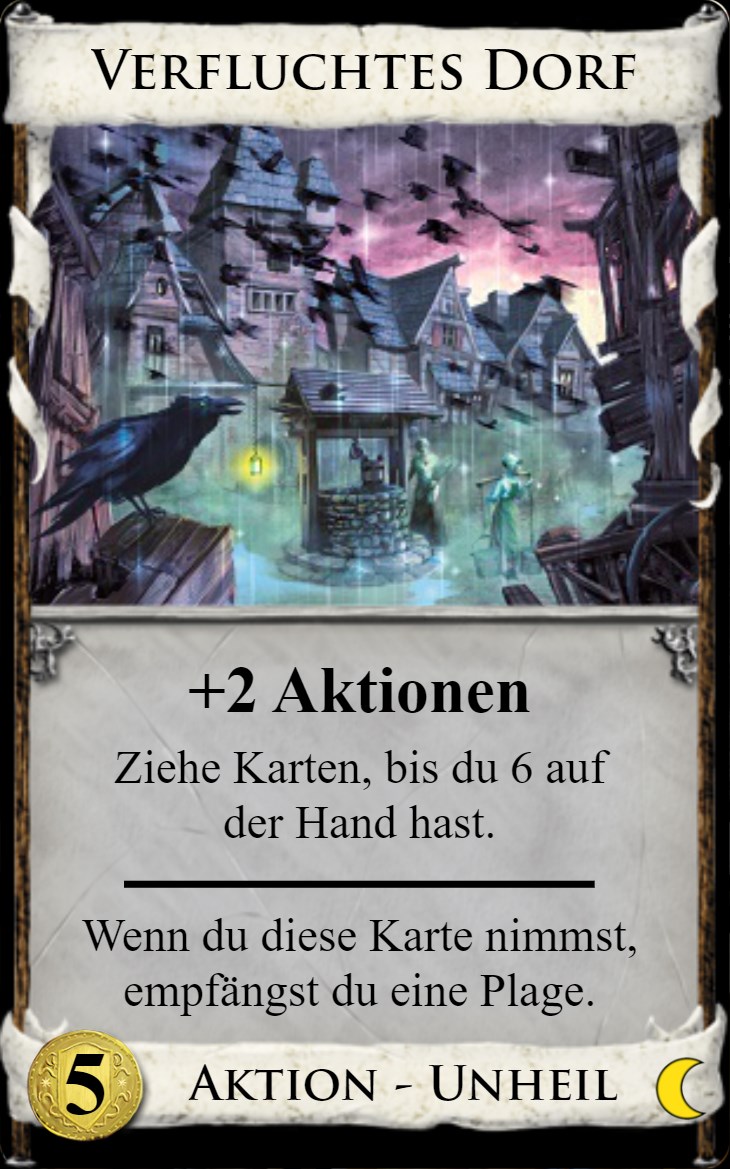 Verfluchtes Dorf
+2 Aktionen
Ziehe Karten, bis du 6 auf
der Hand hast.
Wenn du diese Karte nimmst,
empfängst du eine Plage.
5 Aktion - Unheil